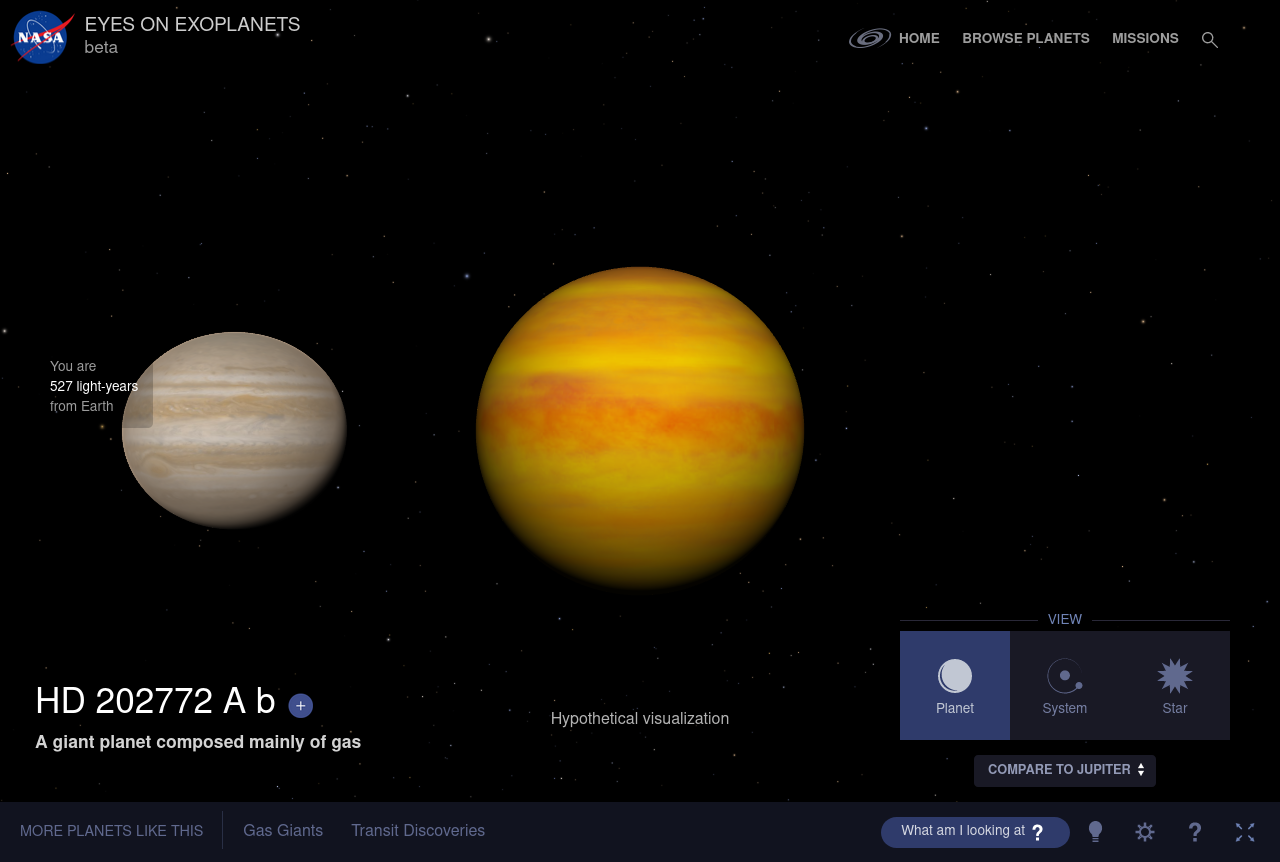 NASA
EYES ON EXOPLANETS
beta
HOME
BROWSE PLANETS
MISSIONS
You are
527 light-years
from Earth
VIEW
Planet
System
Star
HD 202772 A b +
A giant planet composed mainly of gas
Hypothetical visualization
COMPARE TO JUPITER
MORE PLANETS LIKE THIS
Gas Giants
Transit Discoveries
What am I looking at ?
?